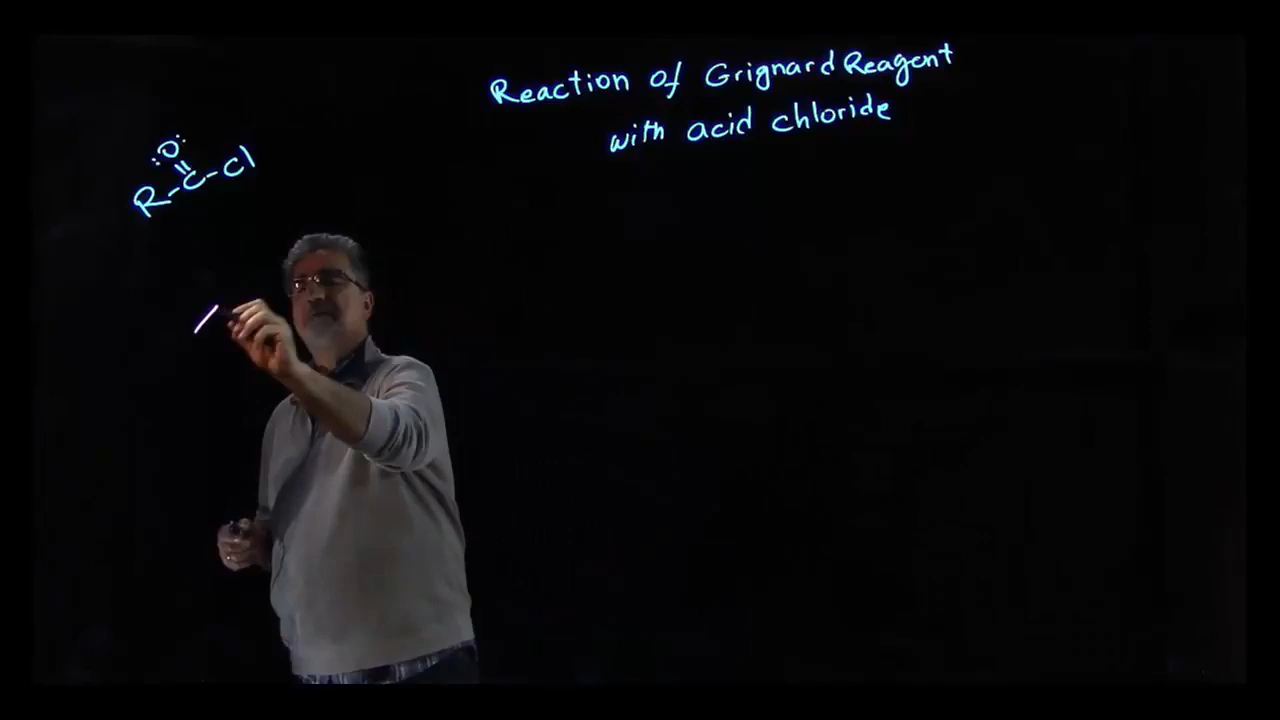 Reaction of Grignard Reagent
with acid chloride
:O:
R-C-Cl